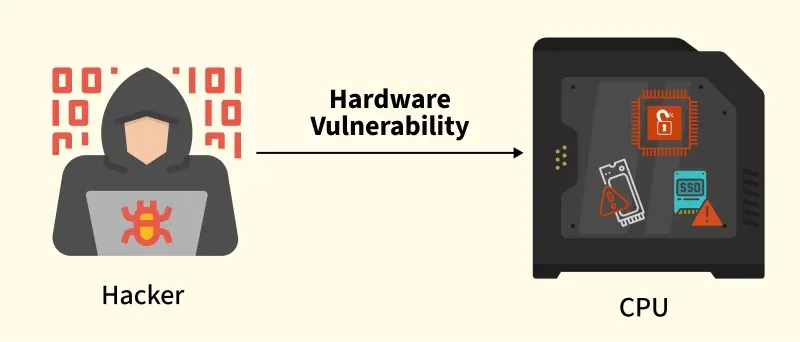 Hardware
Vulnerability
SSD
Hacker
CPU